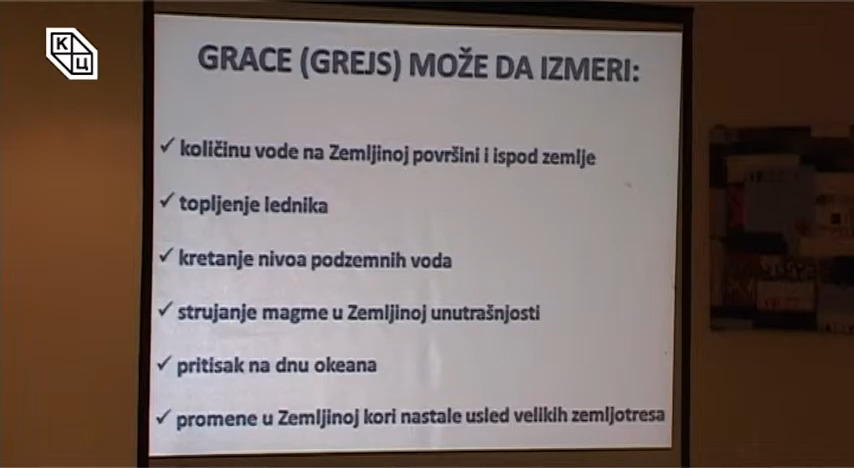 КЦ
GRACE (GREJS) MOŽE DA IZMERI:
✓ količinu vode na Zemljinoj površini i ispod zemlje
✓ topljenje lednika
✓ kretanje nivoa podzemnih voda
✓ strujanje magme u Zemljinoj unutrašnjosti
✓ pritisak na dnu okeana
✓ promene u Zemljinoj kori nastale usled velikih zemljotresa